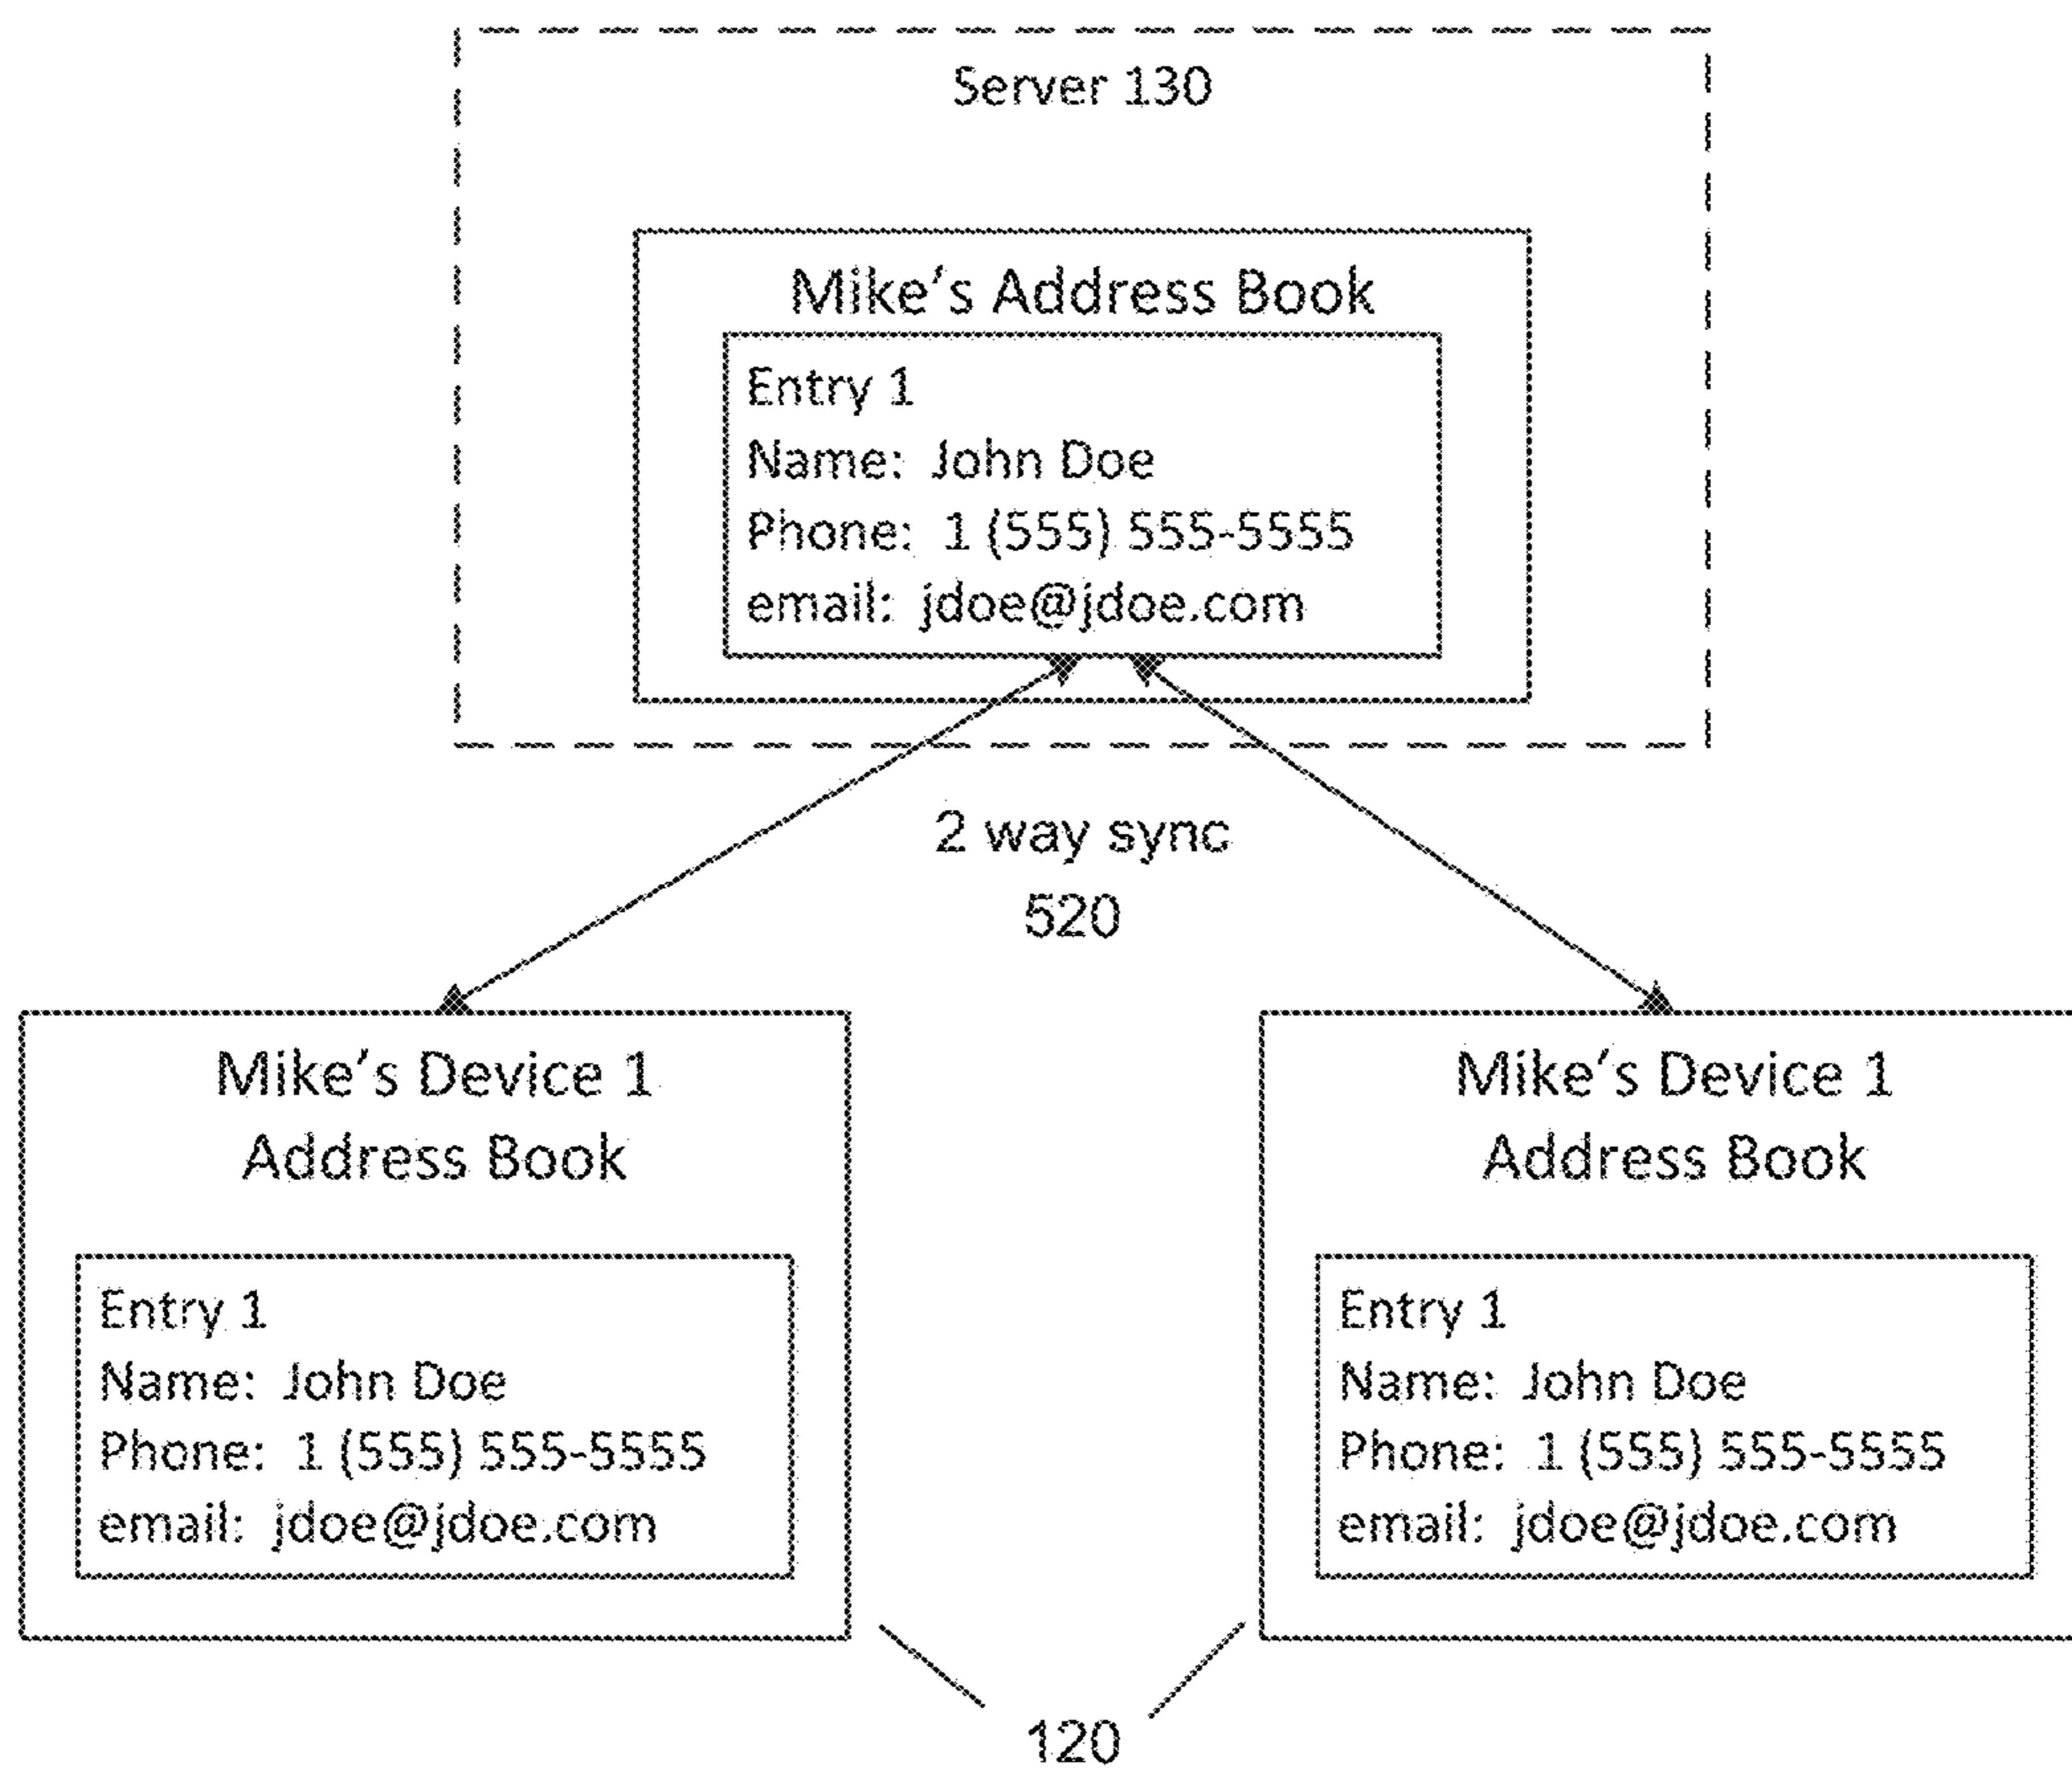 Server 130
Mike's Address Book
Entry 1
Name: John Doe
Phone: 1 (555) 555-5555
email: jdoe@jdoe.com
2 way sync
520
Mike's Device 1
Address Book
Entry 1
Name: John Doe
Phone: 1 (555) 555-5555
email: jdoe@jdoe.com
Mike's Device 1
Address Book
Entry 1
Name: John Doe
Phone: 1 (555) 555-5555
email: jdoe@jdoe.com
120